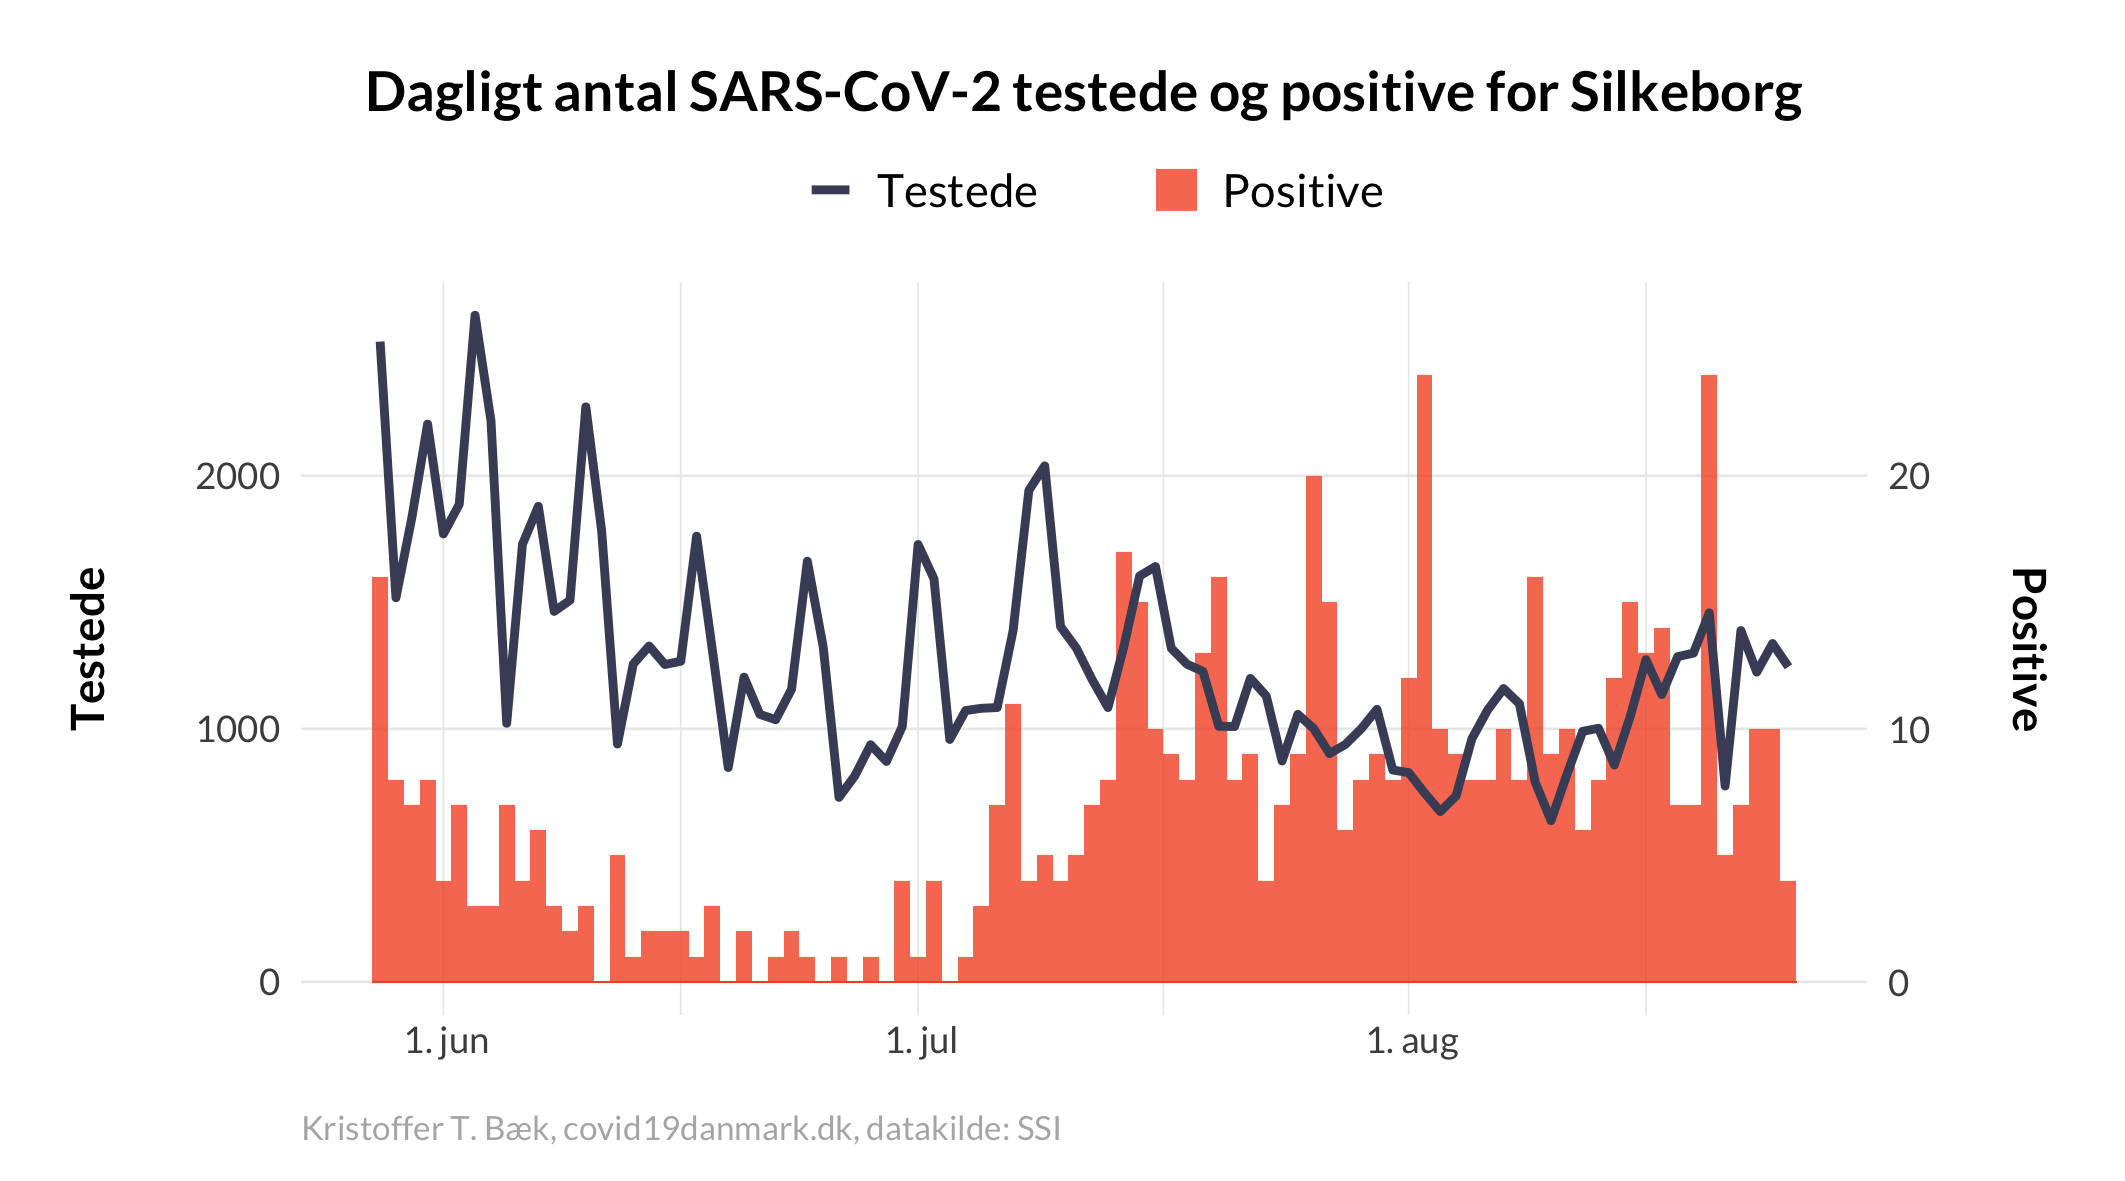 Dagligt antal SARS-CoV-2 testede og positive for Silkeborg
Testede
Positive
Testede
2000
1000
0
20
10
0
Positive
1. jun
1. jul
1. aug
Kristoffer T. Bæk, covid19danmark.dk, datakilde: SSI